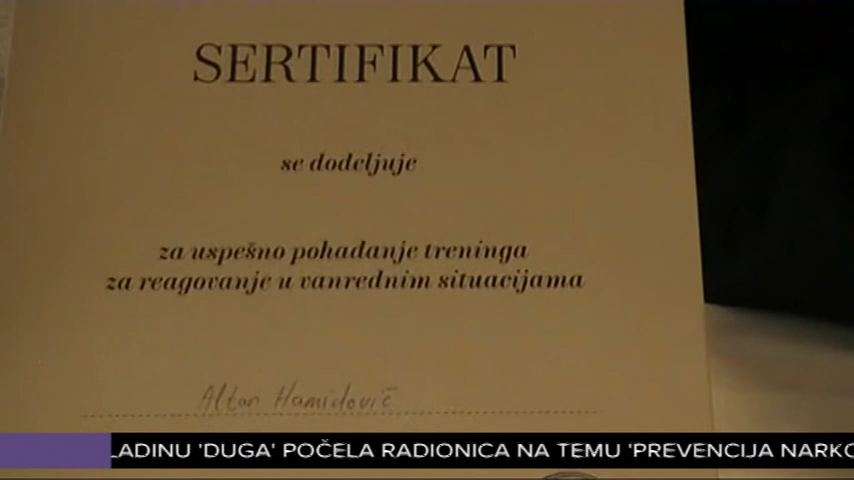 SERTIFIKAT
se dodeljuje
za uspešno pohađanje treninga
za reagovanje u vanrednim situacijama
Altan Hamidović
LADINU 'DUGA' POČELA RADIONICA NA TEMU 'PREVENCIJA NARKO